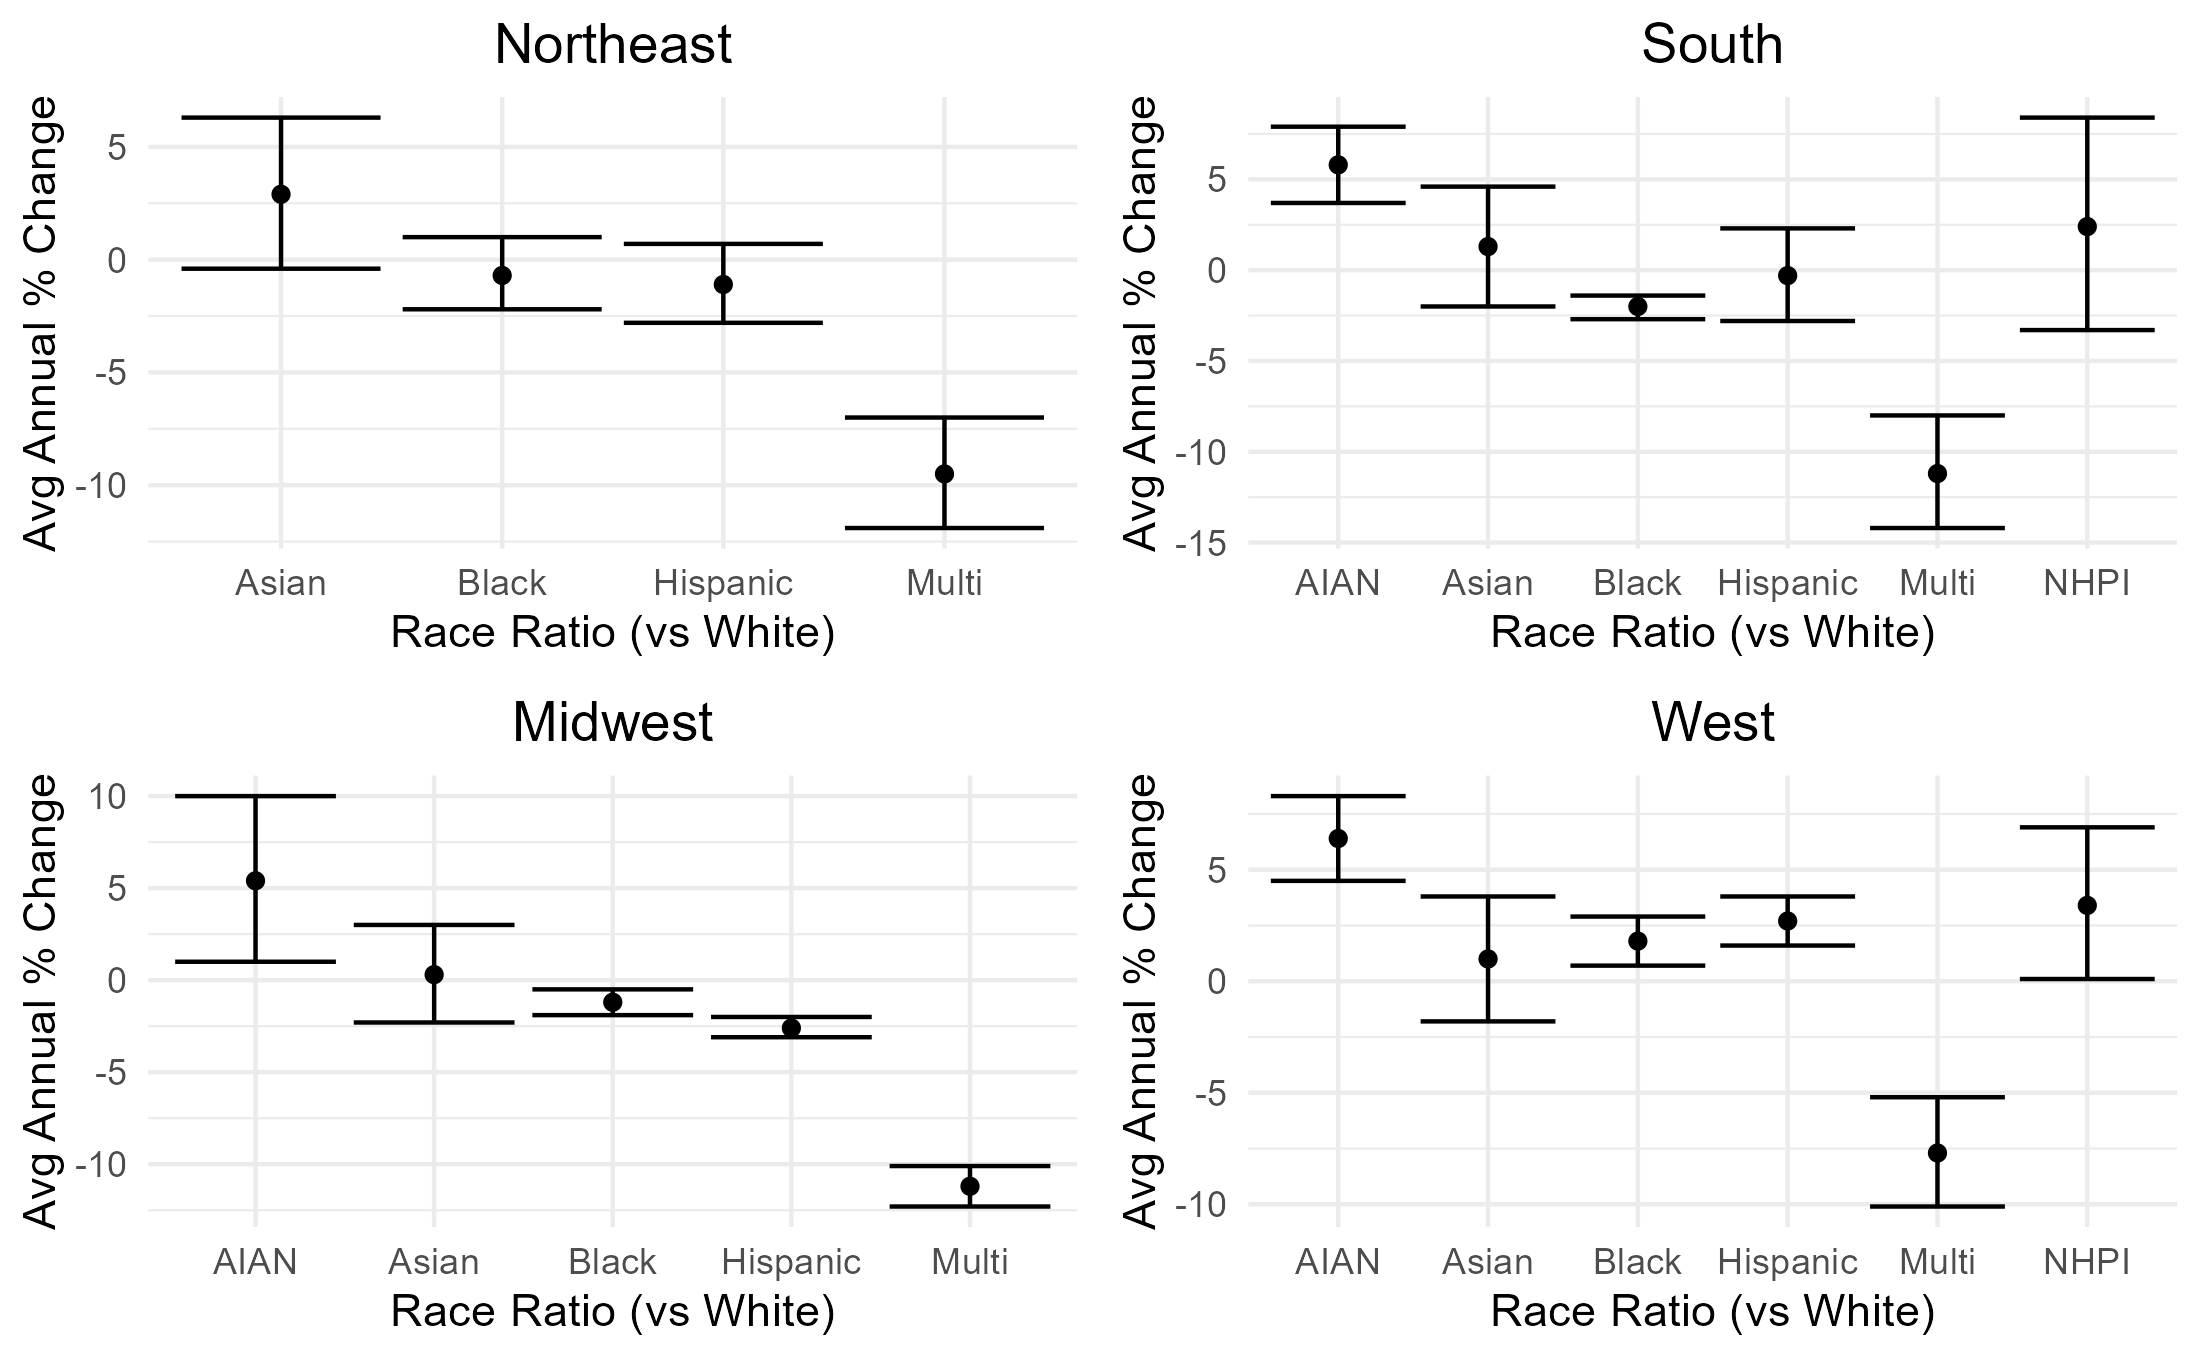 Northeast
Avg Annual % Change
5
0
-5
-10
Asian Black Hispanic Multi
Race Ratio (vs White)
South
Avg Annual % Change
5
0
-5
-10
-15
AIAN Asian Black Hispanic Multi NHPI
Race Ratio (vs White)
Midwest
Avg Annual % Change
10
5
0
-5
-10
AIAN Asian Black Hispanic Multi
Race Ratio (vs White)
West
Avg Annual % Change
5
0
-5
-10
AIAN Asian Black Hispanic Multi NHPI
Race Ratio (vs White)